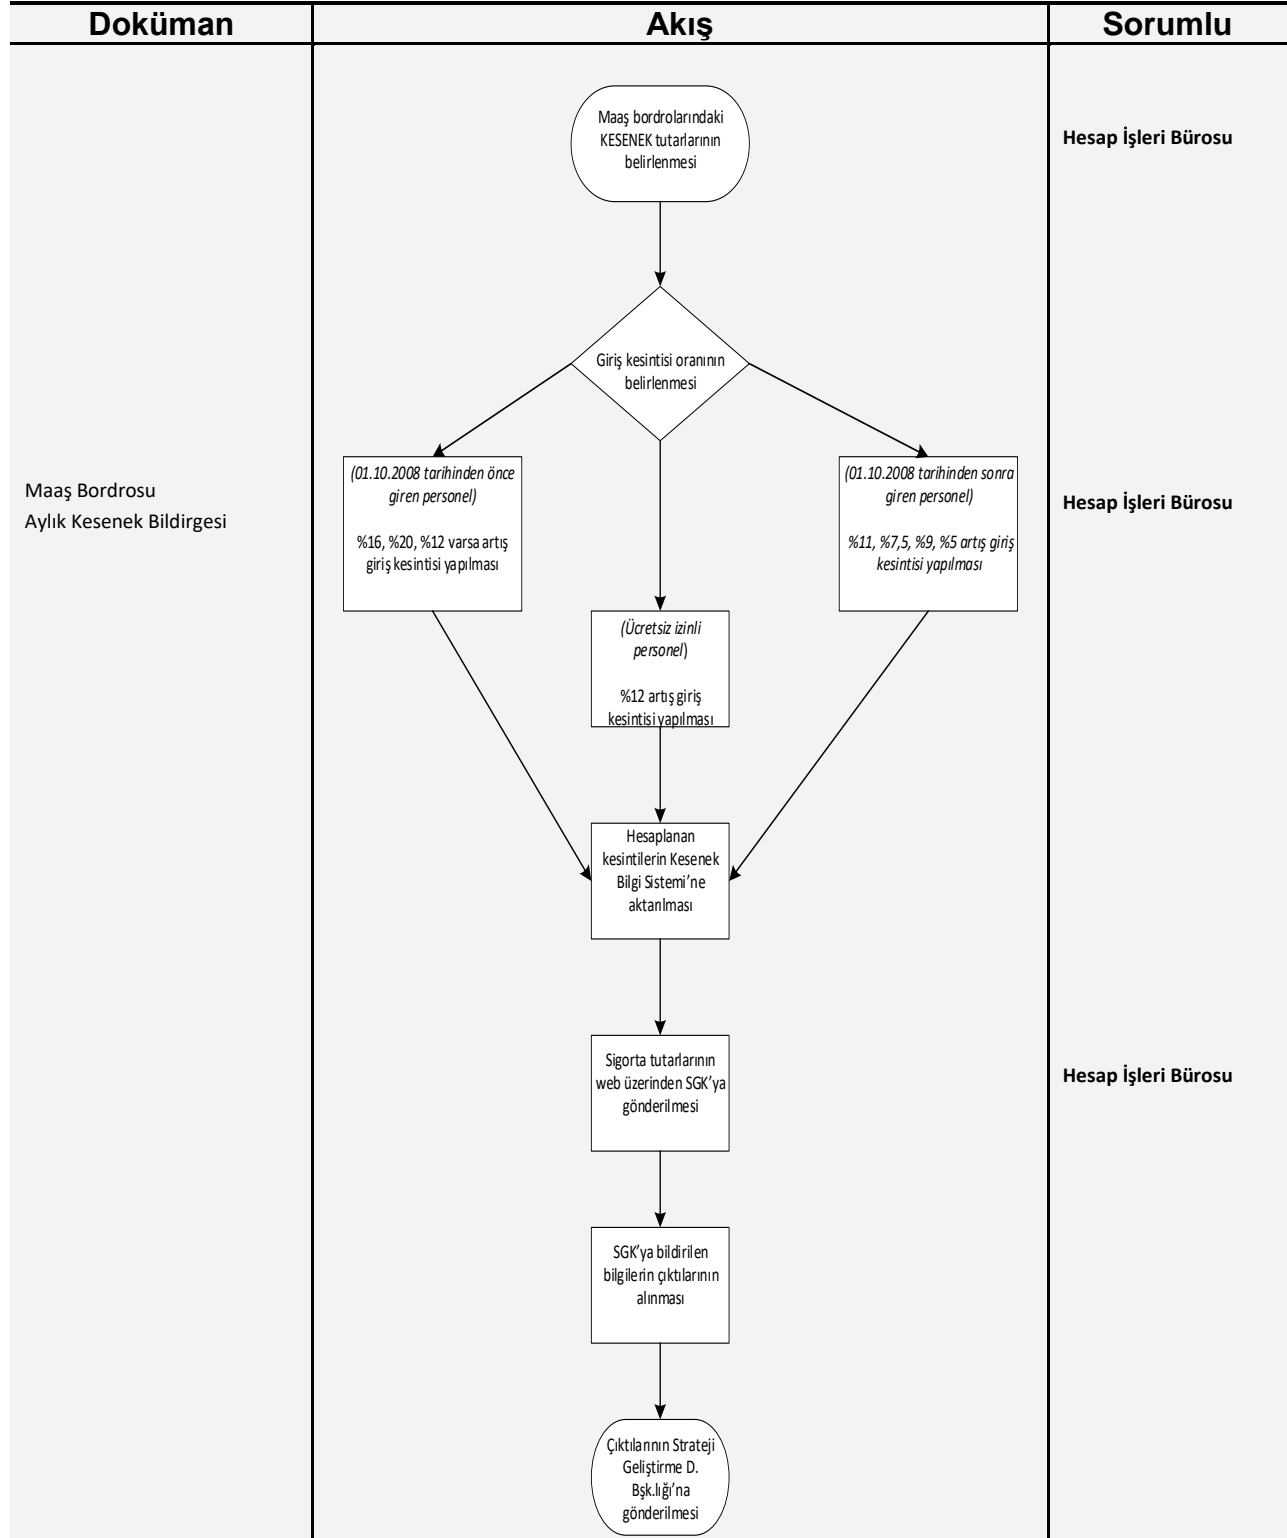 Doküman
Akış
Sorumlu
Maaş bordrolarındaki
KESENEK tutarlarının
belirlenmesi
Hesap İşleri Bürosu
Giriş kesintisi oranının
belirlenmesi
Maaş Bordrosu
Aylık Kesenek Bildirgesi
(01.10.2008 tarihinden önce
giren personel)
%16, %20, %12 varsa artış
giriş kesintisi yapılması
(01.10.2008 tarihinden sonra
giren personel)
%11, %7,5, %9, %5 artış giriş
kesintisi yapılması
Hesap İşleri Bürosu
(Ücretsiz izinli
personel)
%12 artış giriş
kesintisi yapılması
Hesaplanan
kesintilerin Kesenek
Bilgi Sistemi’ne
aktarılması
Sigorta tutarlarının
web üzerinden SGK’ya
gönderilmesi
Hesap İşleri Bürosu
SGK’ya bildirilen
bilgilerin çıktılarının
alınması
Çıktılarının Strateji
Geliştirme D.
Bşk.lığı’na
gönderilmesi